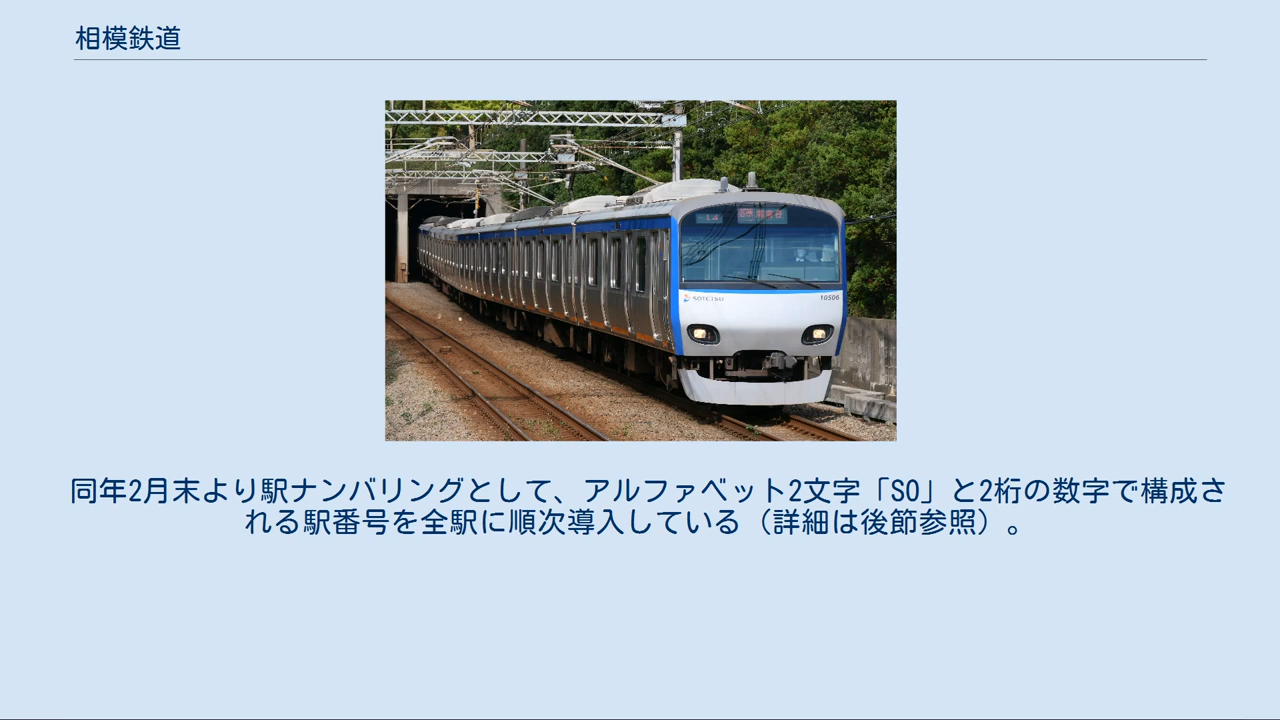 相模鉄道
SOTETSU
10506
同年2月末より駅ナンバリングとして、アルファベット2文字「SO」と2桁の数字で構成さ
れる駅番号を全駅に順次導入している（詳細は後節参照）。